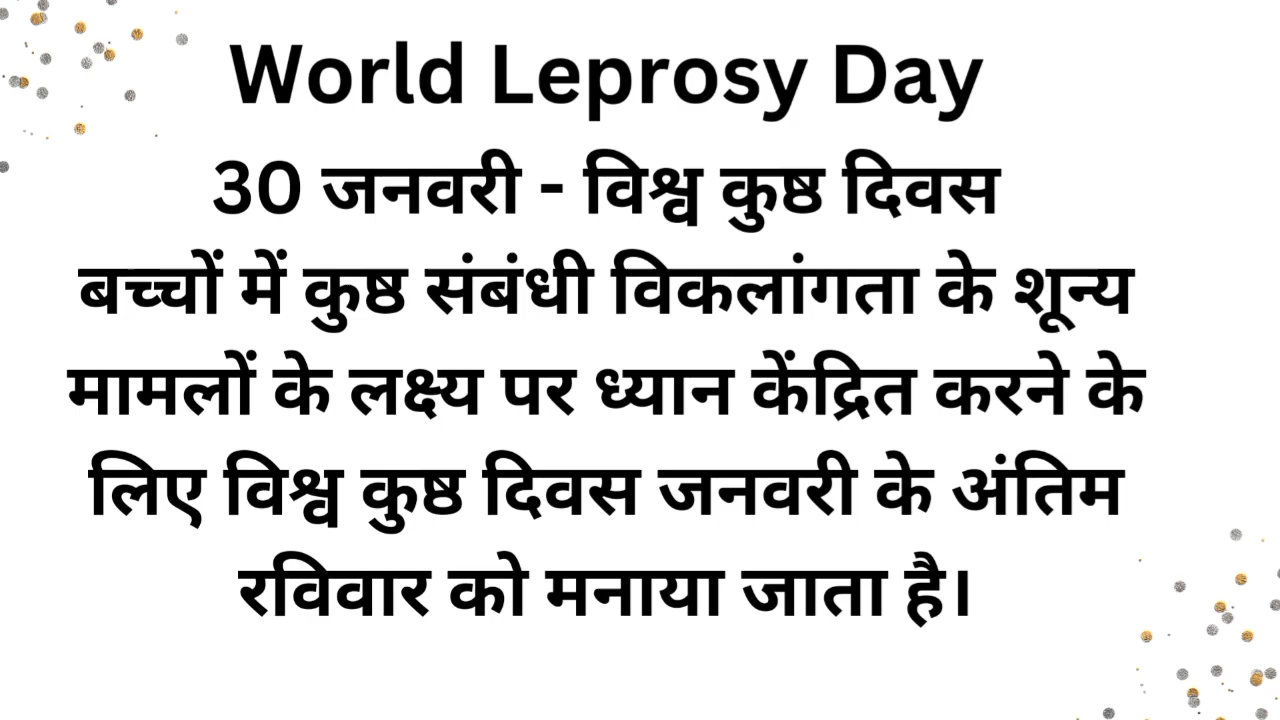 World Leprosy Day
30 जनवरी - विश्व कुष्ठ दिवस
बच्चों में कुष्ठ संबंधी विकलांगता के शून्य
मामलों के लक्ष्य पर ध्यान केंद्रित करने के
लिए विश्व कुष्ठ दिवस जनवरी के अंतिम
रविवार को मनाया जाता है।